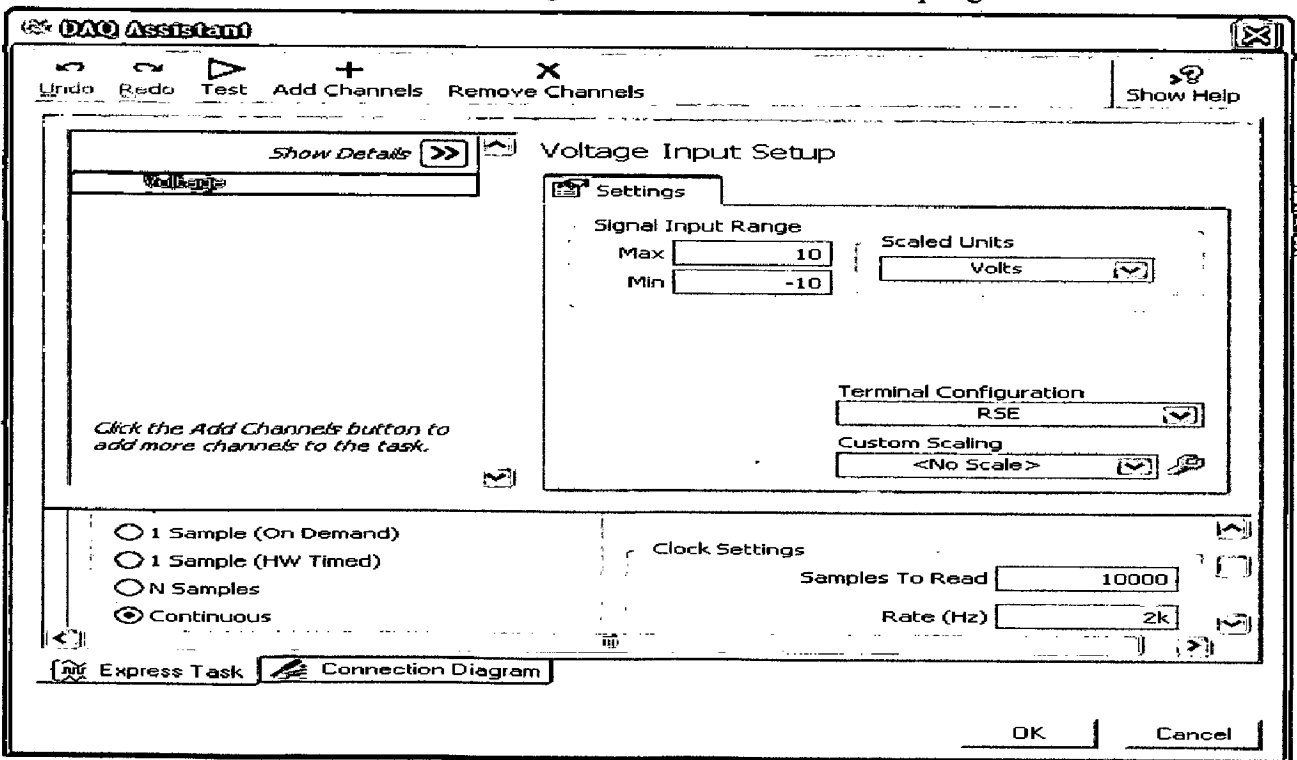 DAQ Assistant
Undo Redo Test Add Channels Remove Channels
Show Help
Show Details
Voltage
Click the Add Channels button to
add more channels to the task.
Voltage Input Setup
Settings
Signal Input Range
Max 10
Min -10
Scaled Units
Volts
Terminal Configuration
RSE
Custom Scaling
<No Scale>
1 Sample (On Demand)
1 Sample (HW Timed)
N Samples
Continuous
Clock Settings
Samples To Read 10000
Rate (Hz) 2k
Express Task Connection Diagram
OK Cancel